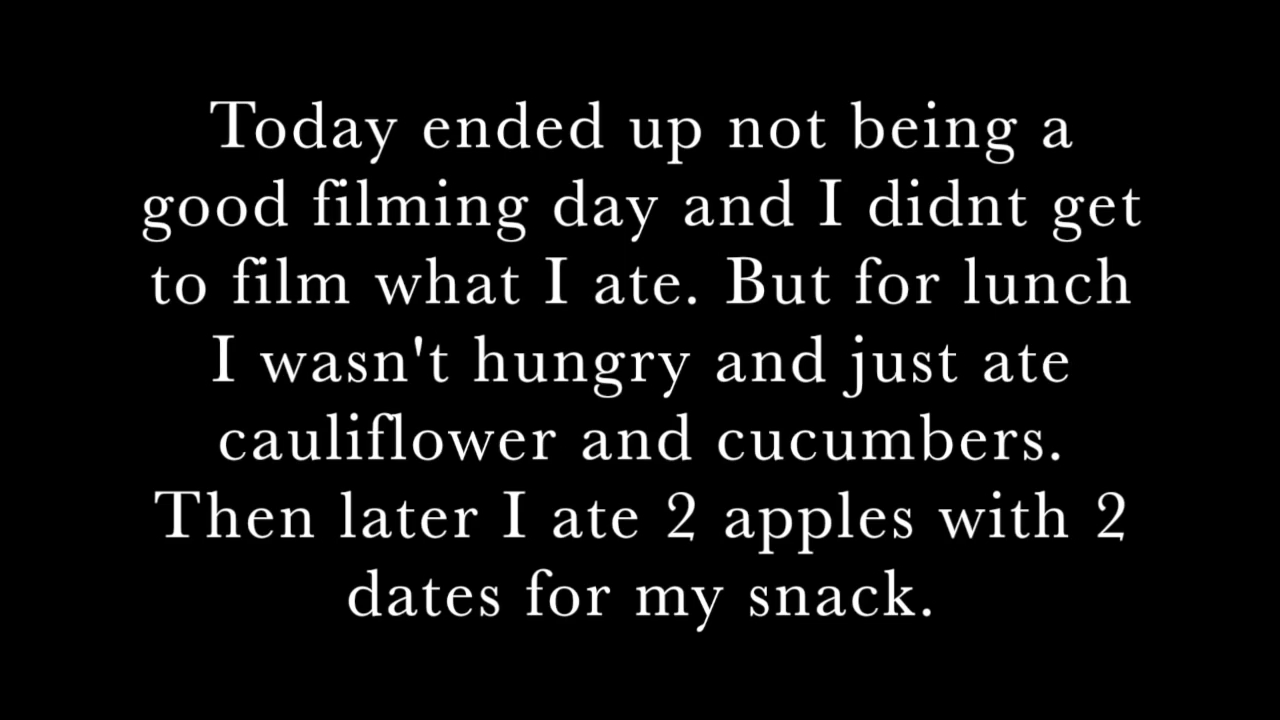 Today ended up not being a
good filming day and I didnt get
to film what I ate. But for lunch
I wasn't hungry and just ate
cauliflower and cucumbers.
Then later I ate 2 apples with 2
dates for my snack.